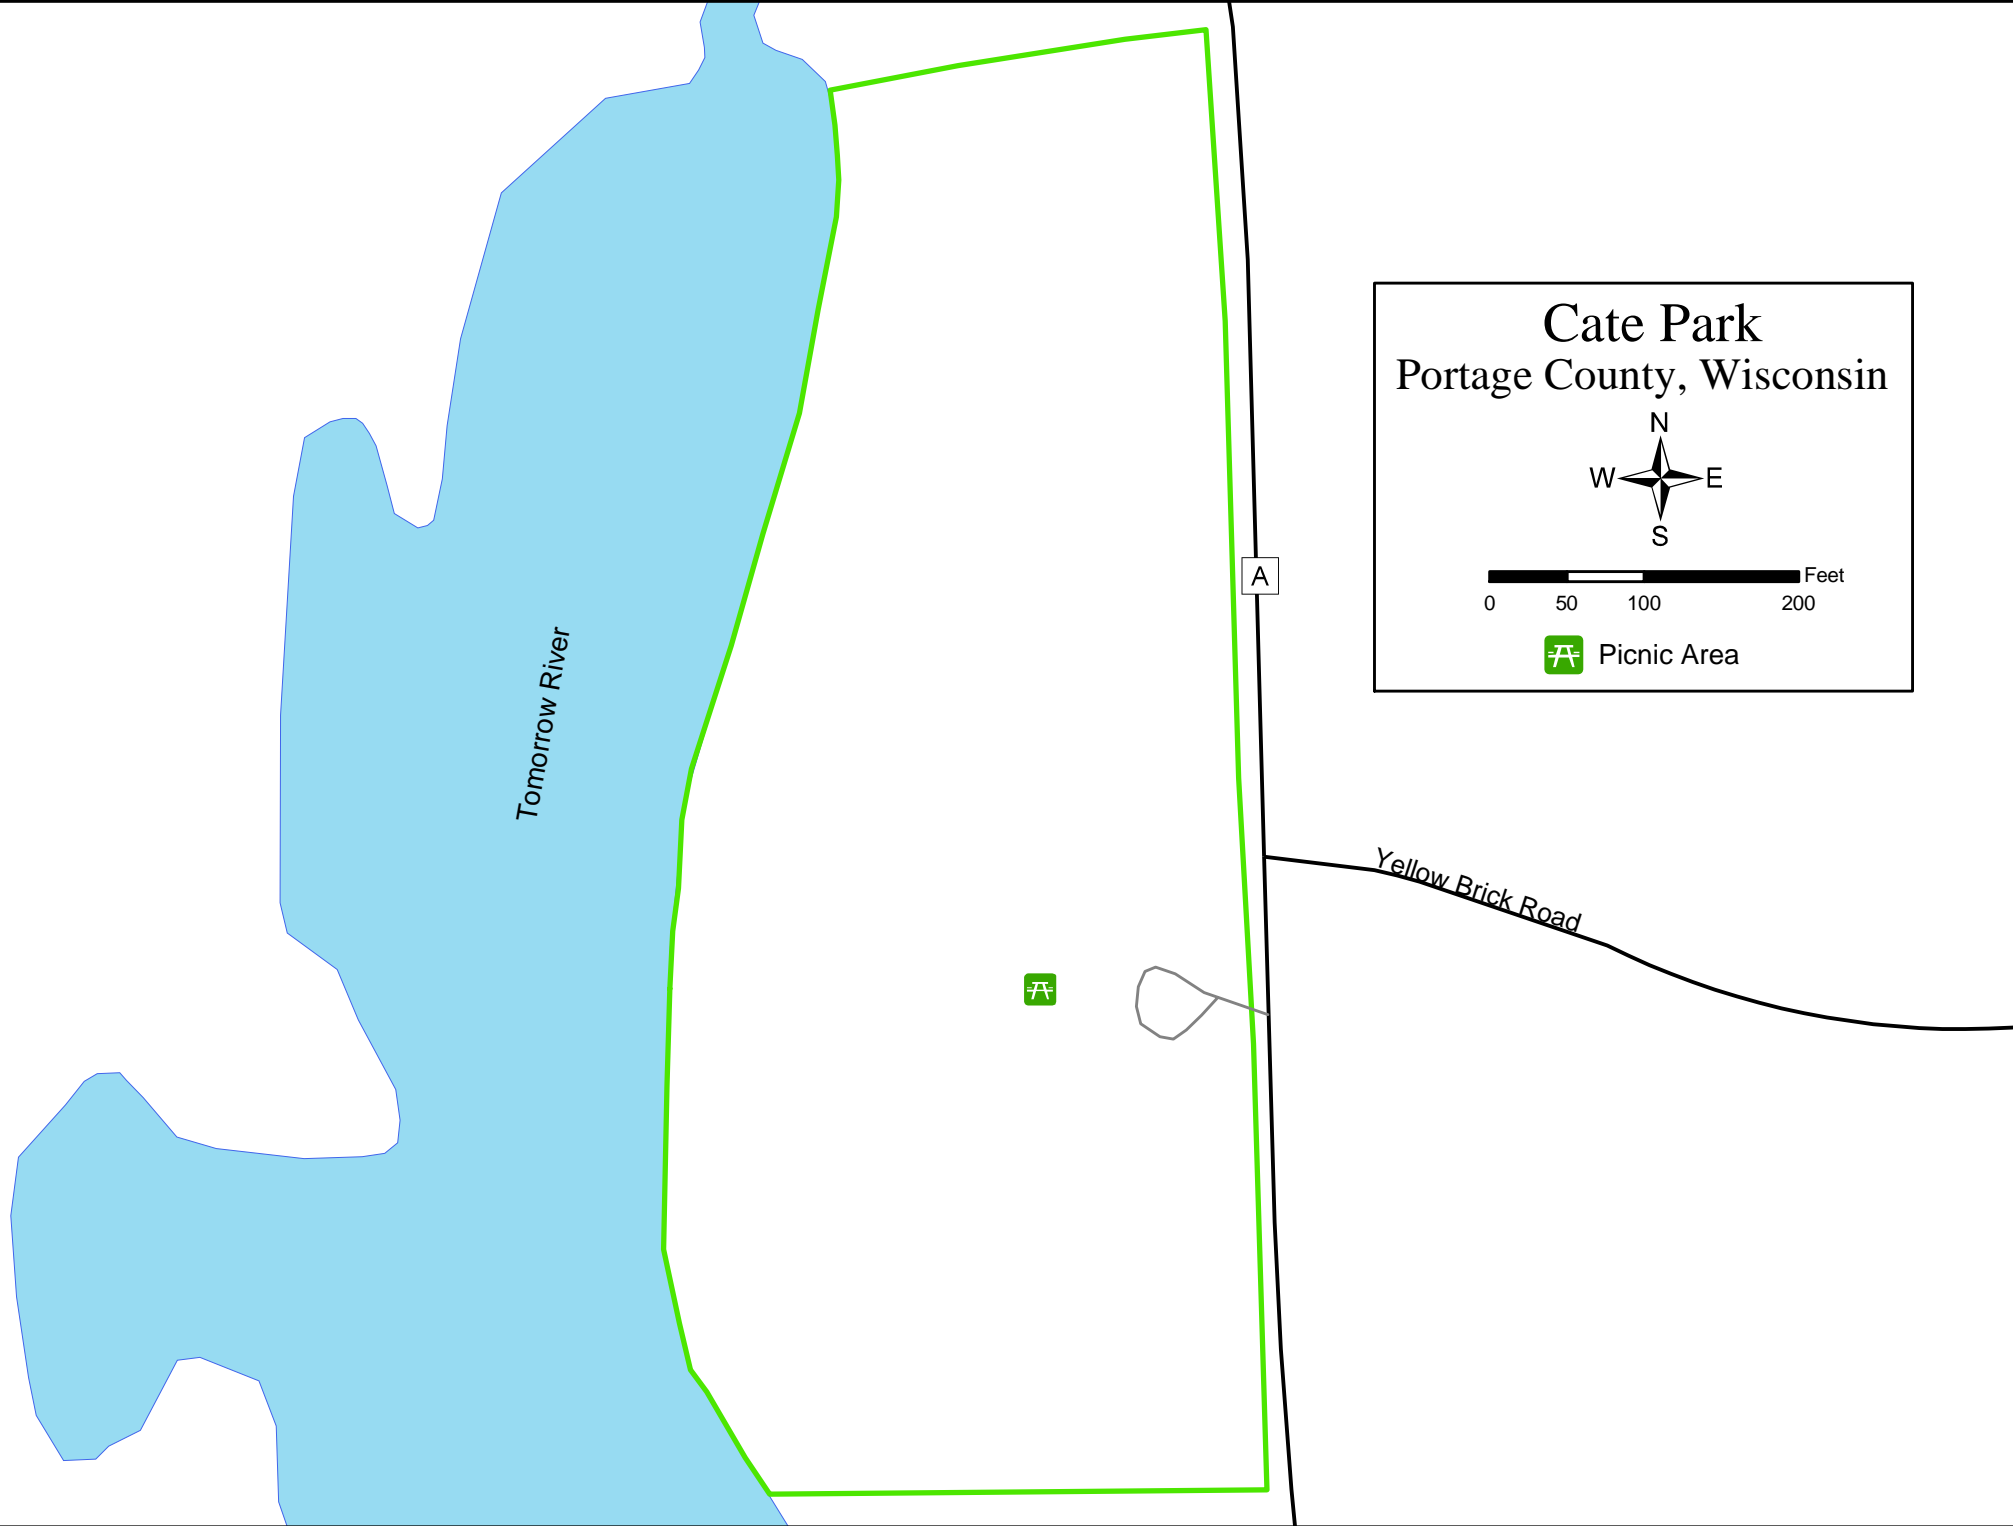 Cate Park
Portage County, Wisconsin
N
W E
S
Feet
0 50 100 200
Picnic Area
A
Tomorrow River
Yellow Brick Road